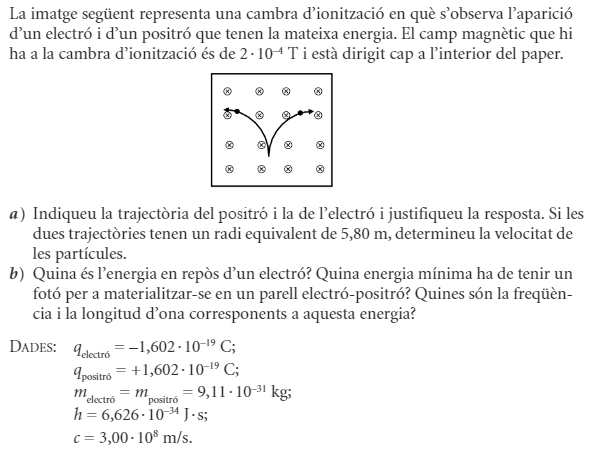 La imatge següent representa una cambra d’ionització en què s’observa l’aparició
d’un electró i d’un positró que tenen la mateixa energia. El camp magnètic que hi
ha a la cambra d’ionització és de 2 · 10⁻⁴ T i està dirigit cap a l’interior del paper.
a) Indiqueu la trajectòria del positró i la de l’electró i justifiqueu la resposta. Si les
dues trajectòries tenen un radi equivalent de 5,80 m, determineu la velocitat de
les partícules.
b) Quina és l’energia en repòs d’un electró? Quina energia mínima ha de tenir un
fotó per a materialitzar-se en un parell electró-positró? Quines són la freqüèn-
cia i la longitud d’ona corresponents a aquesta energia?
DADES: q electró = –1,602 · 10⁻¹⁹ C;
q positró = +1,602 · 10⁻¹⁹ C;
m electró = m positró = 9,11 · 10⁻³¹ kg;
h = 6,626 · 10⁻³⁴ J · s;
c = 3,00 · 10⁸ m/s.